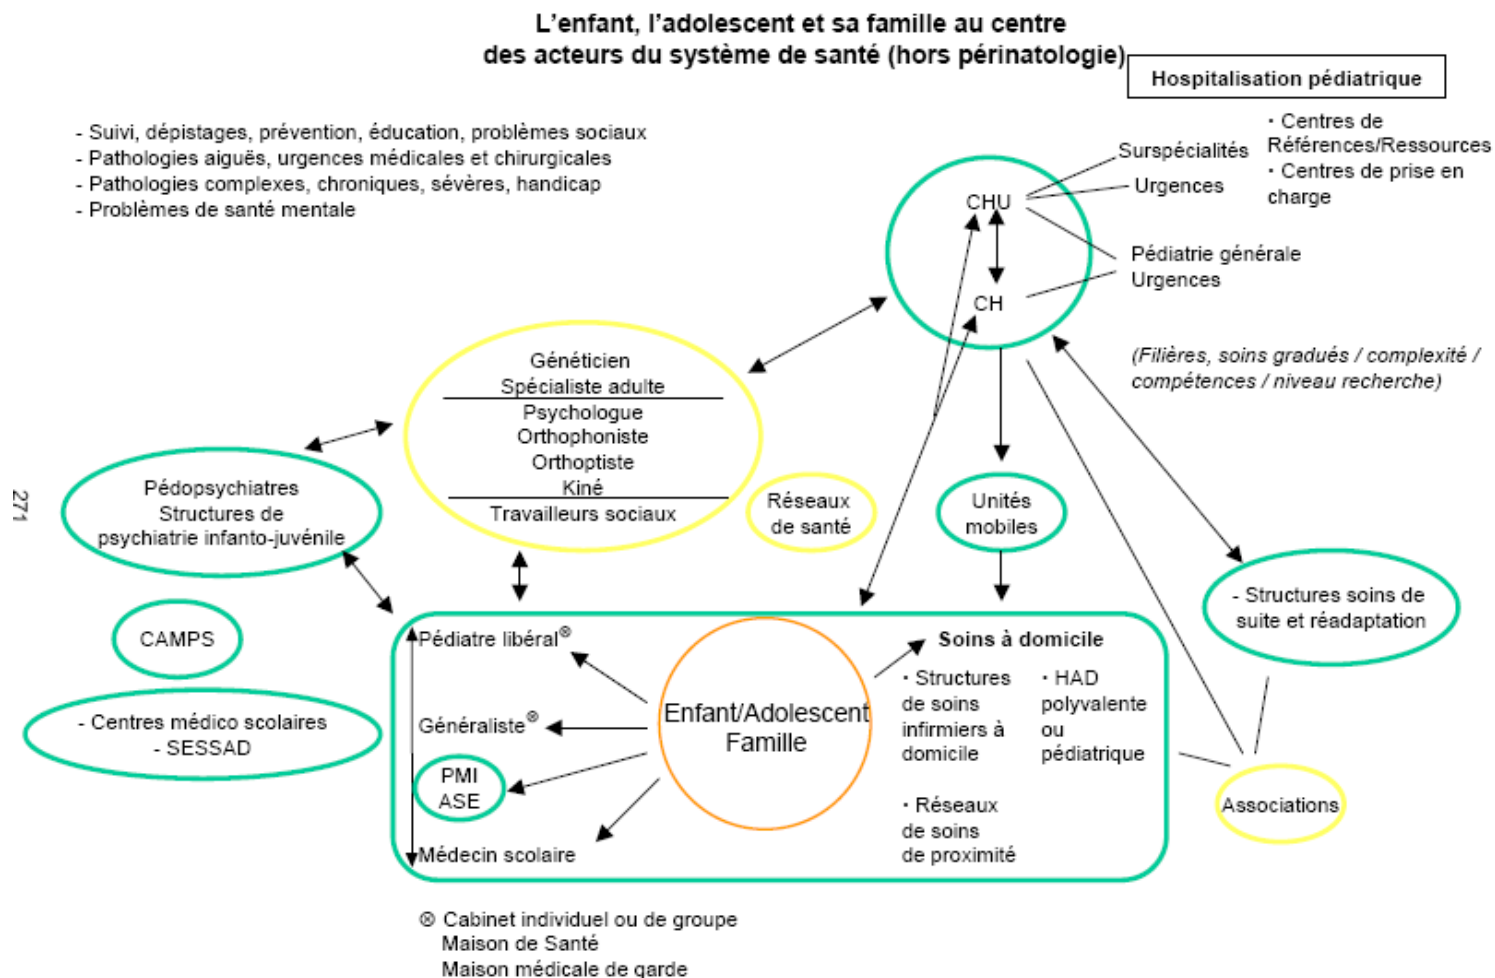 L’enfant, l’adolescent et sa famille au centre
des acteurs du système de santé (hors périnatologie)
Hospitalisation pédiatrique
- Suivi, dépistages, prévention, éducation, problèmes sociaux
- Pathologies aiguës, urgences médicales et chirurgicales
- Pathologies complexes, chroniques, sévères, handicap
- Problèmes de santé mentale
· Centres de
Références/Ressources
· Centres de prise en
charge
Surspécialités
Urgences
CHU
Pédiatrie générale
Urgences
CH
(Filières, soins gradués / complexité /
compétences / niveau recherche)
Généticien
Spécialiste adulte
Psychologue
Orthophoniste
Orthoptiste
Kiné
Travailleurs sociaux
Pédopsychiatres
Structures de
psychiatrie infanto-juvénile
271
Réseaux
de santé
Unités
mobiles
- Structures soins de
suite et réadaptation
CAMPS
- Centres médico scolaires
- SESSAD
Pédiatre libéral⊗
Généraliste⊗
PMI
ASE
Médecin scolaire
Enfant/Adolescent
Famille
Soins à domicile
· Structures
de soins
infirmiers à
domicile
· HAD
polyvalente
ou
pédiatrique
· Réseaux
de soins
de proximité
Associations
⊗ Cabinet individuel ou de groupe
Maison de Santé
Maison médicale de garde